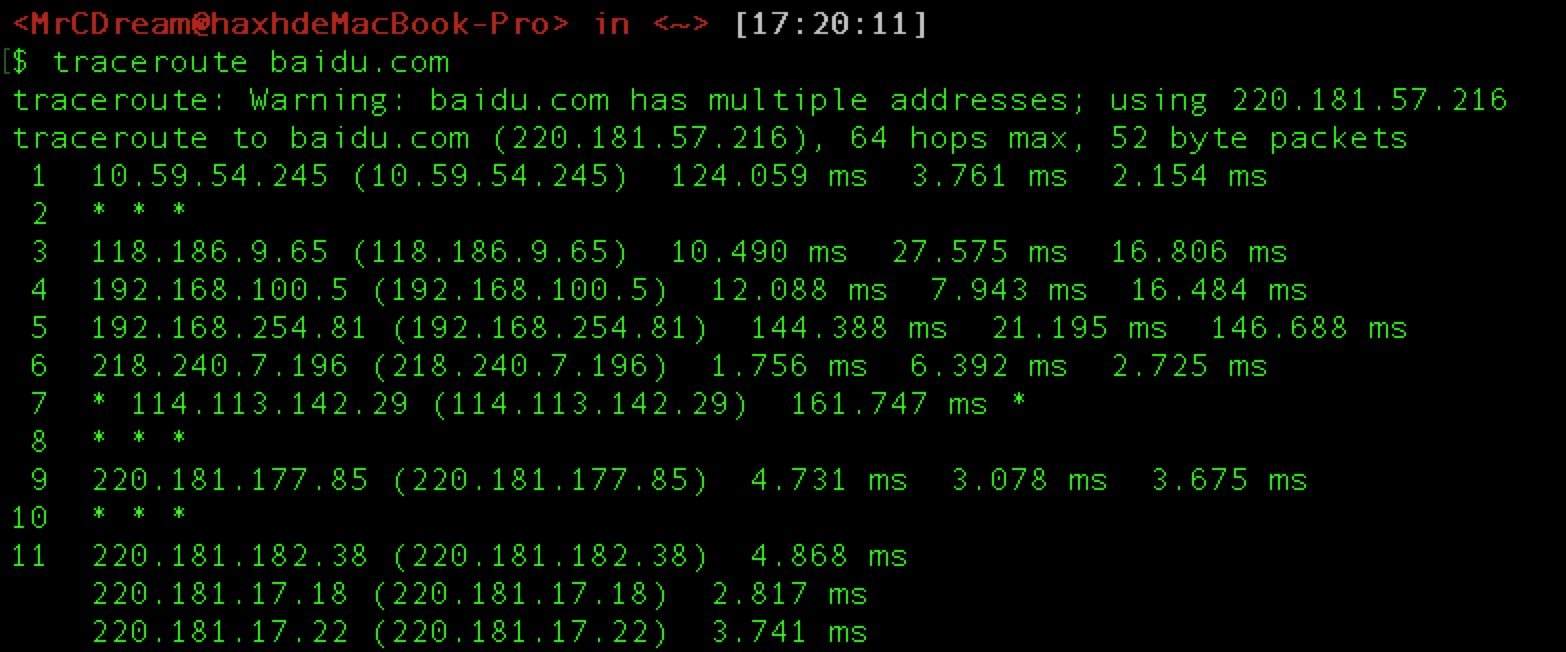 <MrCDream@haxhdeMacBook-Pro> in <~> [17:20:11]
[$ traceroute baidu.com
traceroute: Warning: baidu.com has multiple addresses; using 220.181.57.216
traceroute to baidu.com (220.181.57.216), 64 hops max, 52 byte packets
 1  10.59.54.245 (10.59.54.245)  124.059 ms  3.761 ms  2.154 ms
 2  * * *
 3  118.186.9.65 (118.186.9.65)  10.490 ms  27.575 ms  16.806 ms
 4  192.168.100.5 (192.168.100.5)  12.088 ms  7.943 ms  16.484 ms
 5  192.168.254.81 (192.168.254.81)  144.388 ms  21.195 ms  146.688 ms
 6  218.240.7.196 (218.240.7.196)  1.756 ms  6.392 ms  2.725 ms
 7  * 114.113.142.29 (114.113.142.29)  161.747 ms *
 8  * * *
 9  220.181.177.85 (220.181.177.85)  4.731 ms  3.078 ms  3.675 ms
10  * * *
11  220.181.182.38 (220.181.182.38)  4.868 ms
    220.181.17.18 (220.181.17.18)  2.817 ms
    220.181.17.22 (220.181.17.22)  3.741 ms